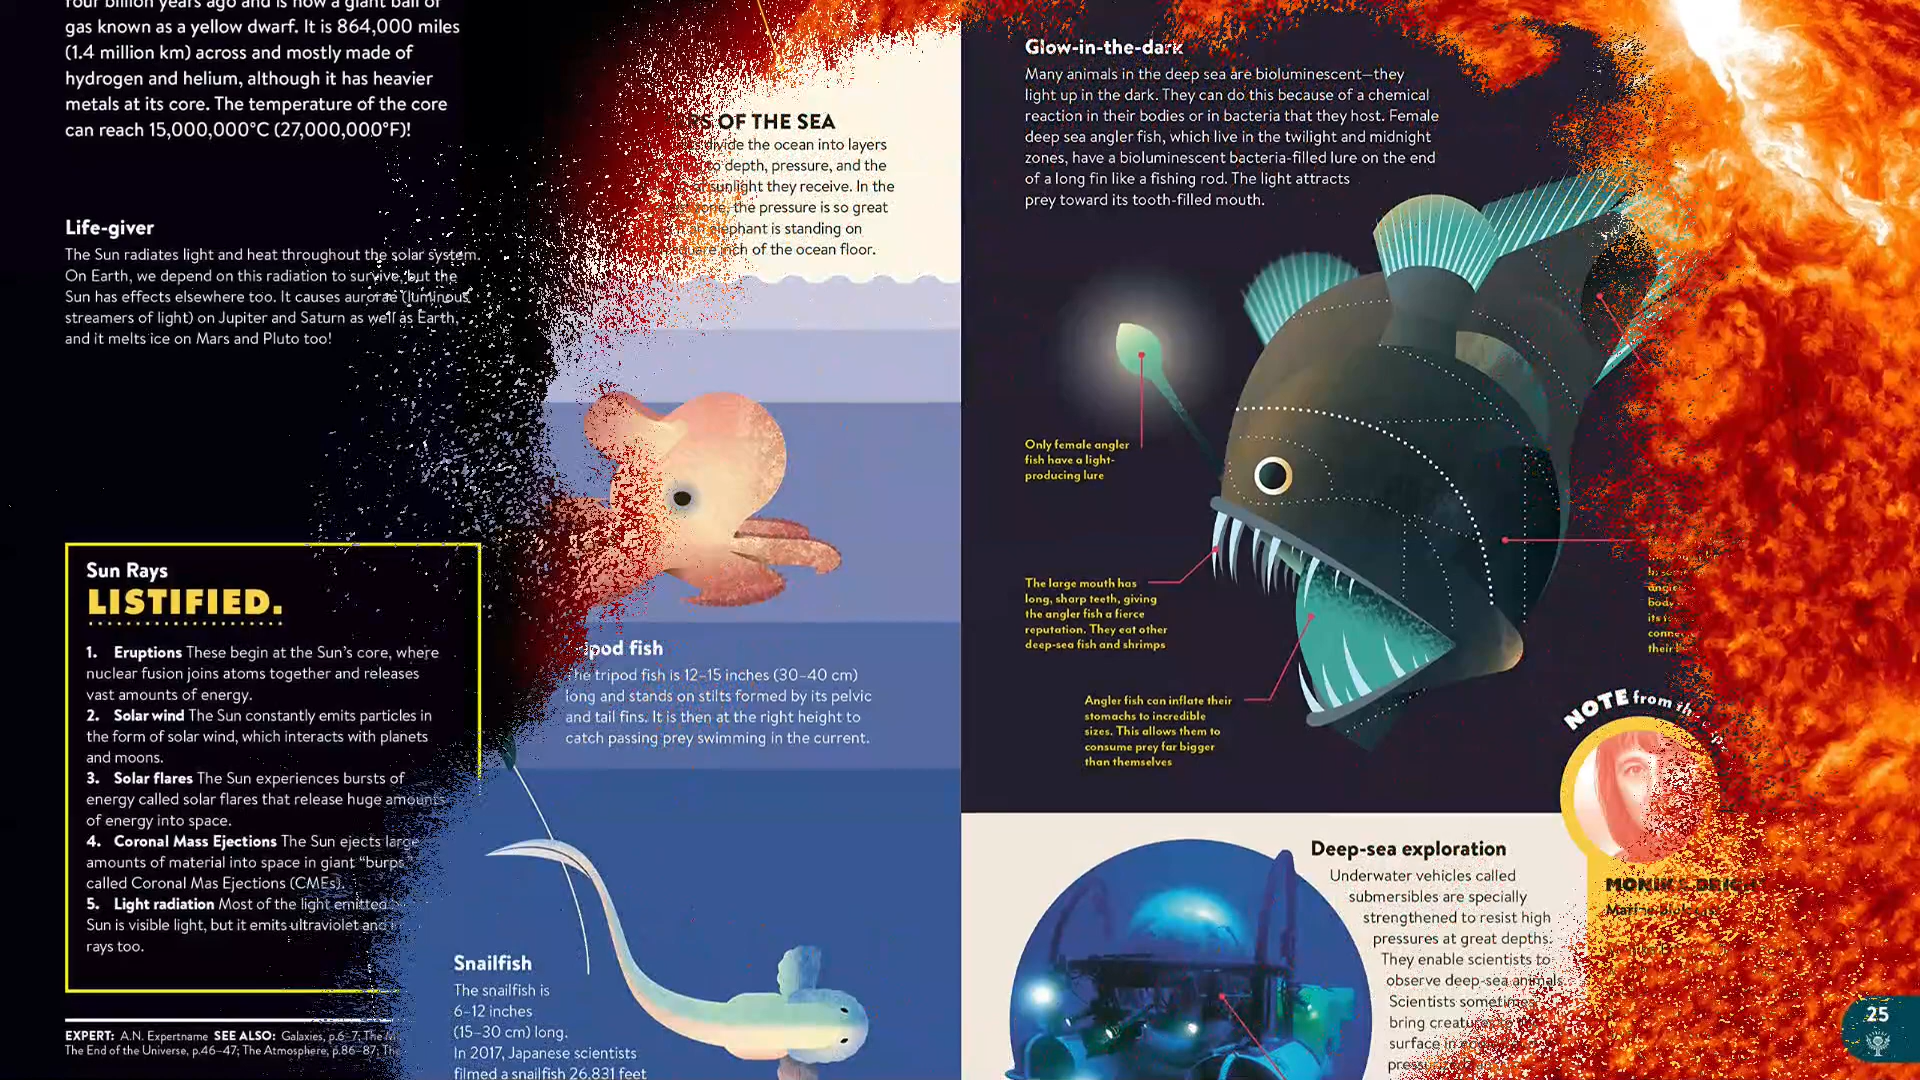 four billion years ago and is now a giant ball of
gas known as a yellow dwarf. It is 864,000 miles
(1.4 million km) across and mostly made of
hydrogen and helium, although it has heavier
metals at its core. The temperature of the core
can reach 15,000,000°C (27,000,000°F)!
Life-giver
The Sun radiates light and heat throughout the solar system.
On Earth, we depend on this radiation to survive, but the
Sun has effects elsewhere too. It causes aurorae (luminous
streamers of light) on Jupiter and Saturn as well as Earth,
and it melts ice on Mars and Pluto too!
Sun Rays
LISTIFIED.
1. Eruptions These begin at the Sun's core, where
nuclear fusion joins atoms together and releases
vast amounts of energy.
2. Solar wind The Sun constantly emits particles in
the form of solar wind, which interacts with planets
and moons.
3. Solar flares The Sun experiences bursts of
energy called solar flares that release huge amounts
of energy into space.
4. Coronal Mass Ejections The Sun ejects large
amounts of material into space in giant "burps"
called Coronal Mas Ejections (CMEs).
5. Light radiation Most of the light emitted
Sun is visible light, but it emits ultraviolet and
rays too.
EXPERT: A.N. Expertname SEE ALSO: Galaxies, p.6–7; The
The End of the Universe, p.46–47; The Atmosphere, p.86–87; The
OF THE SEA
divide the ocean into layers
to depth, pressure, and the
sunlight they receive. In the
zone, the pressure is so great
elephant is standing on
square inch of the ocean floor.
pod fish
The tripod fish is 12–15 inches (30–40 cm)
long and stands on stilts formed by its pelvic
and tail fins. It is then at the right height to
catch passing prey swimming in the current.
Snailfish
The snailfish is
6–12 inches
(15–30 cm) long.
In 2017, Japanese scientists
filmed a snailfish 26,831 feet
Glow-in-the-dark
Many animals in the deep sea are bioluminescent—they
light up in the dark. They can do this because of a chemical
reaction in their bodies or in bacteria that they host. Female
deep sea angler fish, which live in the twilight and midnight
zones, have a bioluminescent bacteria-filled lure on the end
of a long fin like a fishing rod. The light attracts
prey toward its tooth-filled mouth.
Only female angler
fish have a light-
producing lure
The large mouth has
long, sharp teeth, giving
the angler fish a fierce
reputation. They eat other
deep-sea fish and shrimps
Angler fish can inflate their
stomachs to incredible
sizes. This allows them to
consume prey far bigger
than themselves
NOTE from the
MONIKA BRIGHT
Marine biologist
Deep-sea exploration
Underwater vehicles called
submersibles are specially
strengthened to resist high
pressures at great depths.
They enable scientists to
observe deep-sea animals.
Scientists sometimes
bring creatures
surface in
25